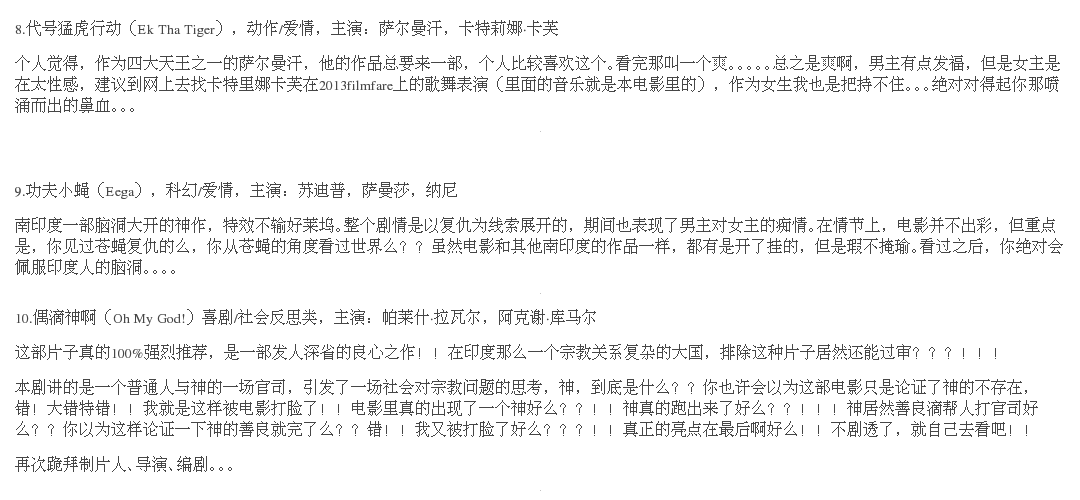 8.代号猛虎行动（Ek Tha Tiger），动作/爱情，主演：萨尔曼汗，卡特莉娜·卡芙
个人觉得，作为四大天王之一的萨尔曼汗，他的作品总要来一部，个人比较喜欢这个。看完那叫一个爽。。。。。总之是爽啊，男主有点发福，但是女主是
在太性感，建议到网上去找卡特里娜卡芙在2013filmfare上的歌舞表演（里面的音乐就是本电影里的），作为女生我也是把持不住。。。绝对对得起你那喷
涌而出的鼻血。。。
9.功夫小蝇（Eega），科幻/爱情，主演：苏迪普，萨曼莎，纳尼
南印度一部脑洞大开的神作，特效不输好莱坞。整个剧情是以复仇为线索展开的，期间也表现了男主对女主的痴情。在情节上，电影并不出彩，但重点
是，你见过苍蝇复仇的么，你从苍蝇的角度看过世界么？？虽然电影和其他南印度的作品一样，都有是开了挂的，但是瑕不掩瑜。看过之后，你绝对会
佩服印度人的脑洞。。。。
10.偶滴神啊（Oh My God!）喜剧/社会反思类，主演：帕莱什·拉瓦尔，阿克谢·库马尔
这部片子真的100%强烈推荐，是一部发人深省的良心之作！！在印度那么一个宗教关系复杂的大国，排除这种片子居然还能过审？？？！！！
本剧讲的是一个普通人与神的一场官司，引发了一场社会对宗教问题的思考，神，到底是什么？？你也许会以为这部电影只是论证了神的不存在，
错！大错特错！！我就是这样被电影打脸了！！电影里真的出现了一个神好么？？！！神真的跑出来了好么？？！！！神居然善良滴帮人打官司好
么？？你以为这样论证一下神的善良就完了么？？错！！我又被打脸了好么？？？！！真正的亮点在最后啊好么！！不剧透了，就自己去看吧！！
再次跪拜制片人、导演、编剧。。。